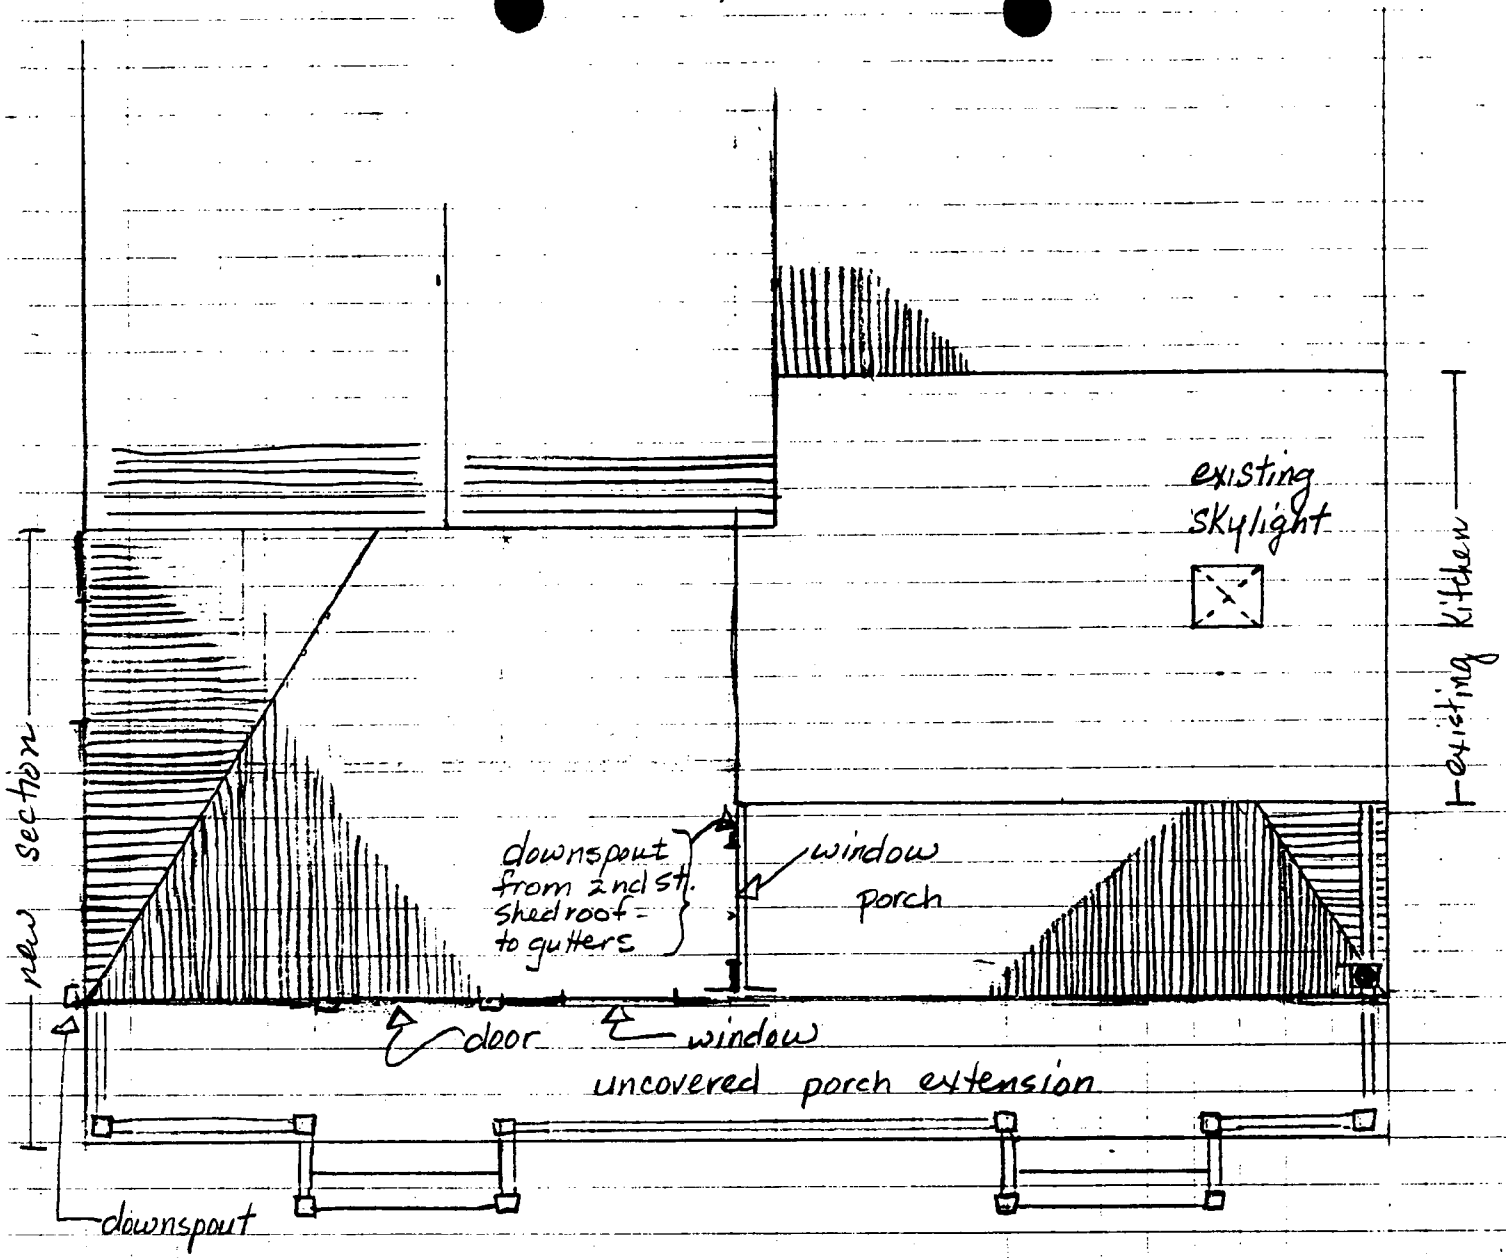 existing
skylight
existing kitchen
new section
downspout
from 2nd st.
shed roof -
to gutters
window
porch
door
window
uncovered porch extension
downspout